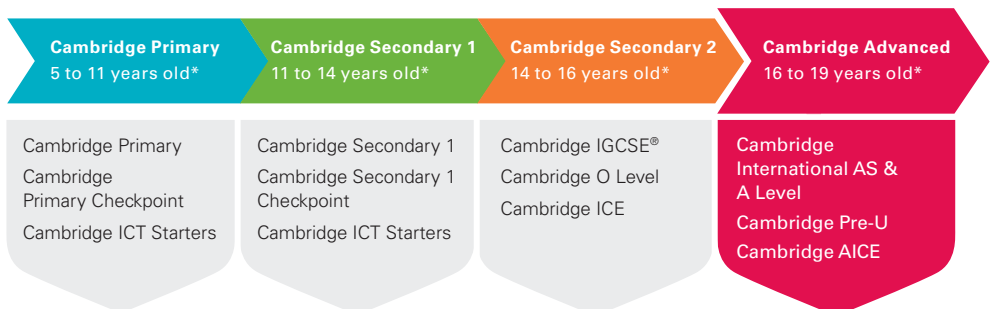 Cambridge Primary
5 to 11 years old*
Cambridge Secondary 1
11 to 14 years old*
Cambridge Secondary 2
14 to 16 years old*
Cambridge Advanced
16 to 19 years old*
Cambridge Primary
Cambridge
Primary Checkpoint
Cambridge ICT Starters
Cambridge Secondary 1
Cambridge Secondary 1
Checkpoint
Cambridge ICT Starters
Cambridge IGCSE®
Cambridge O Level
Cambridge ICE
Cambridge
International AS &
A Level
Cambridge Pre-U
Cambridge AICE